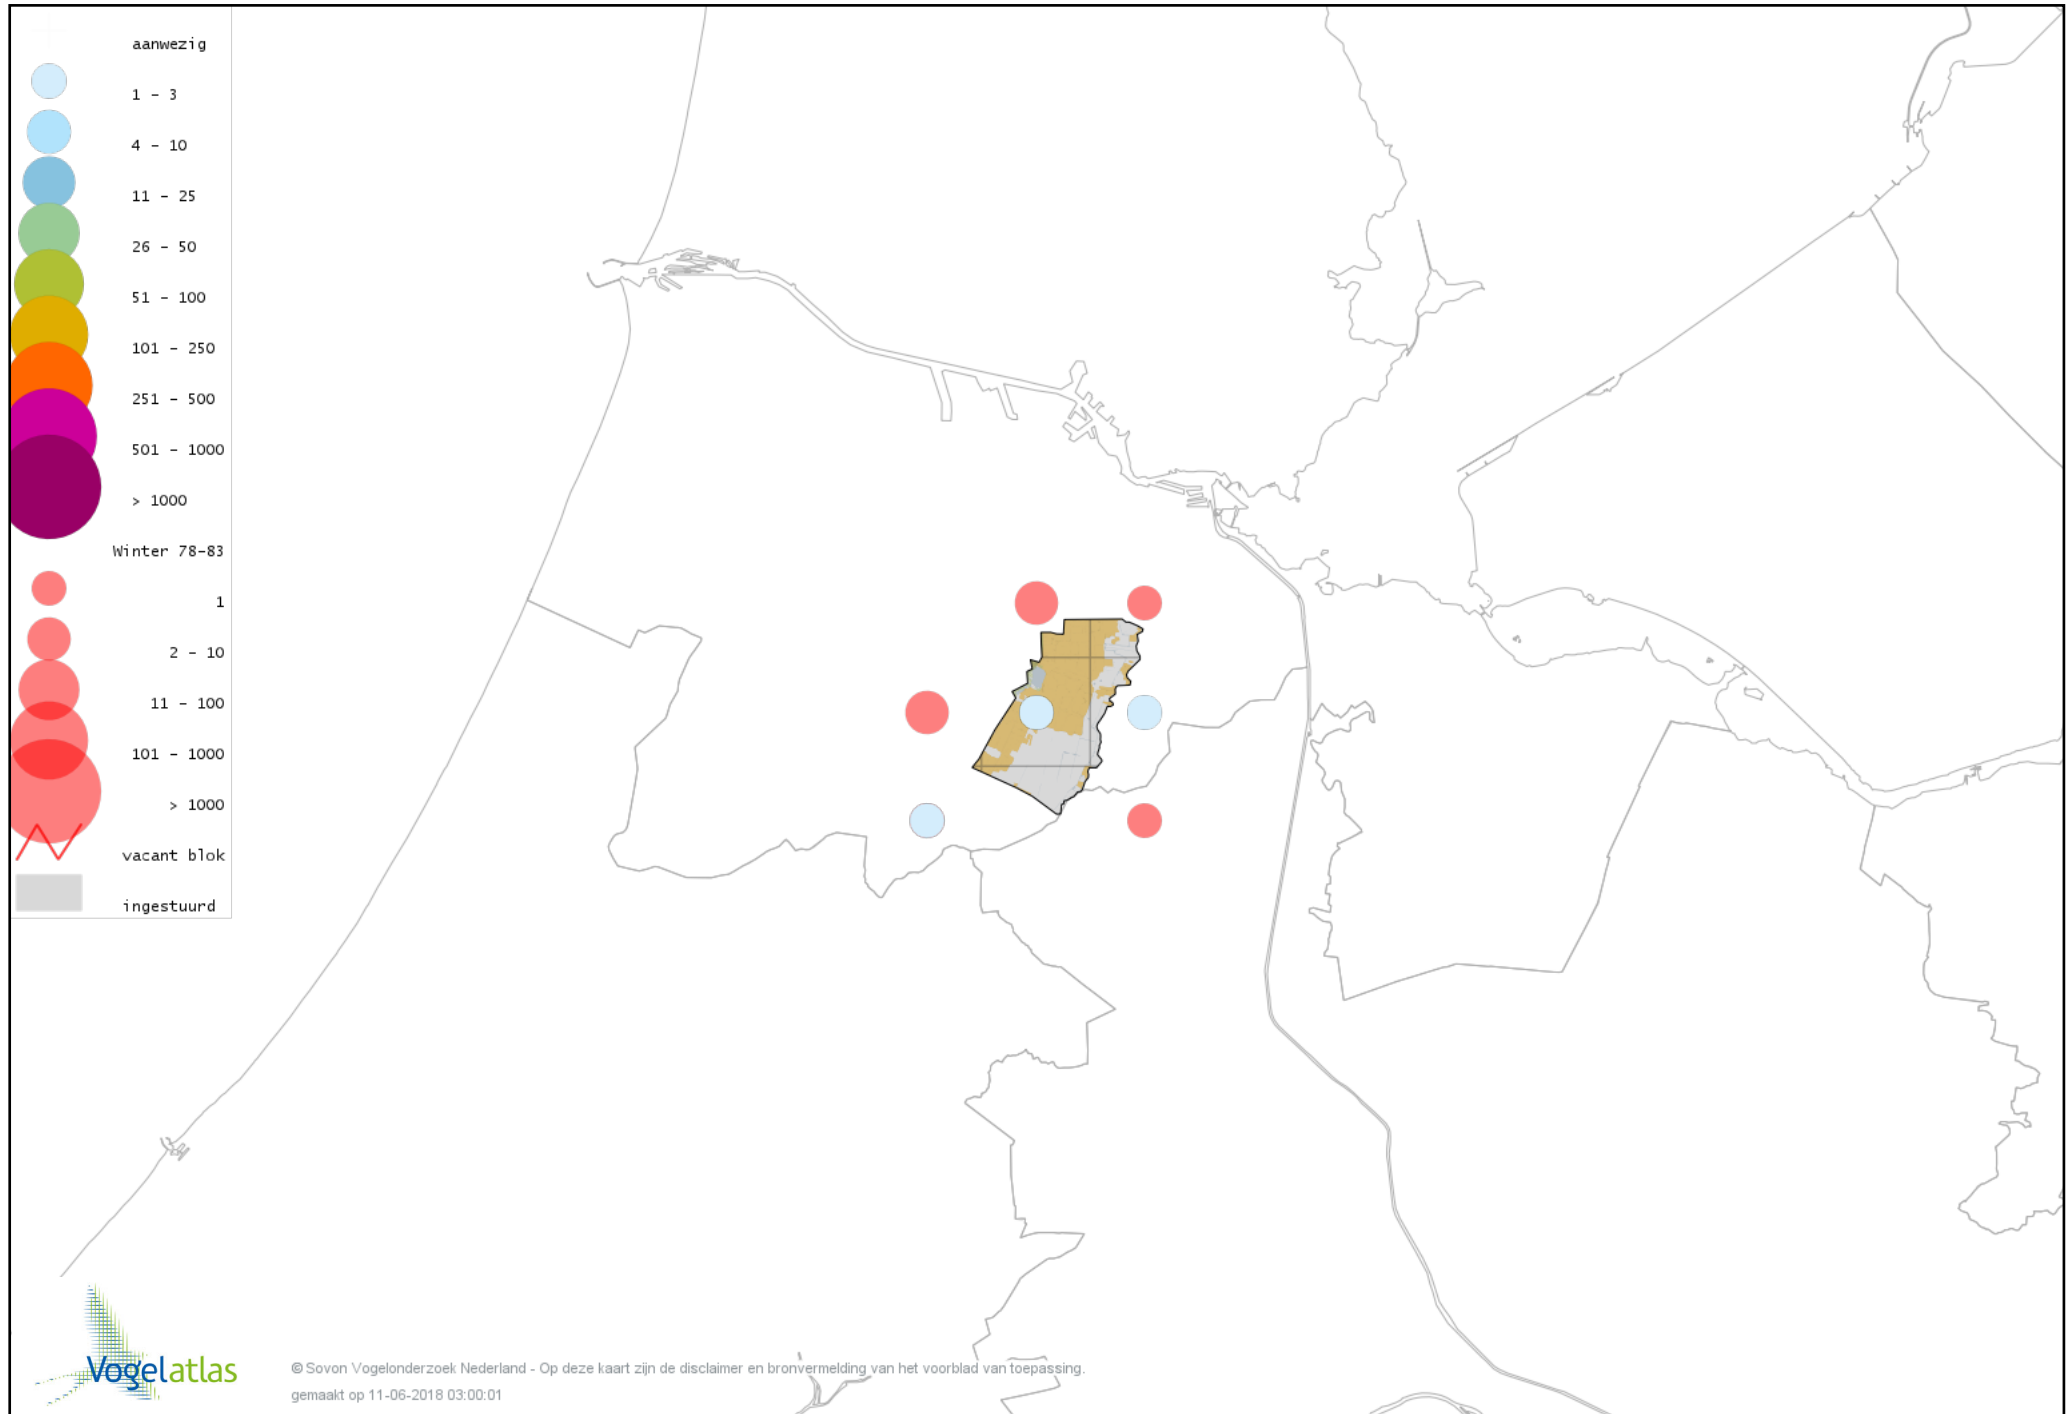 aanwezig
1 - 3
4 - 10
11 - 25
26 - 50
51 - 100
101 - 250
251 - 500
501 - 1000
> 1000
Winter 78-83
1
2 - 10
11 - 100
101 - 1000
> 1000
vacant blok
ingestuurd
Vogelatlas
© Sovon Vogelonderzoek Nederland - Op deze kaart zijn de disclaimer en bronvermelding van het voorblad van toepassing.
gemaakt op 11-06-2018 03:00:01